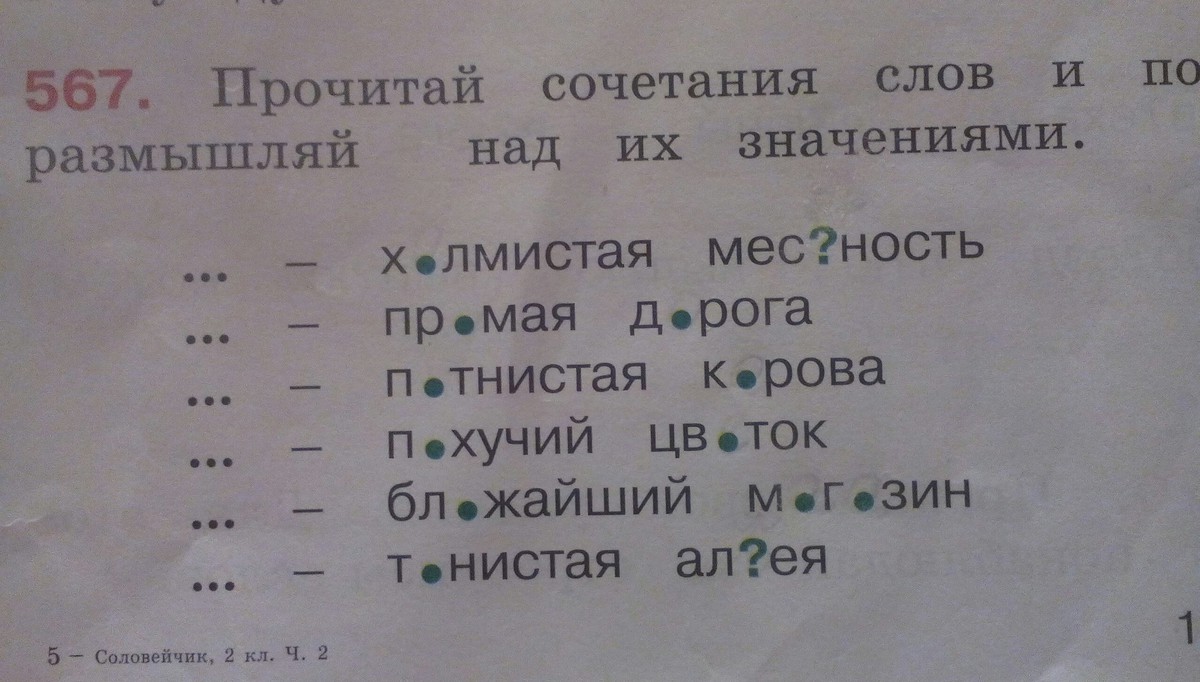 567. Прочитай сочетания слов и по
размышляй над их значениями.
... – х•лмистая мес?ность
... – пр•мая д•рога
... – п•тнистая к•рова
... – п•хучий цв•ток
... – бл•жайший м•г•зин
... – т•нистая ал?ея
1
5 – Соловейчик, 2 кл. Ч. 2